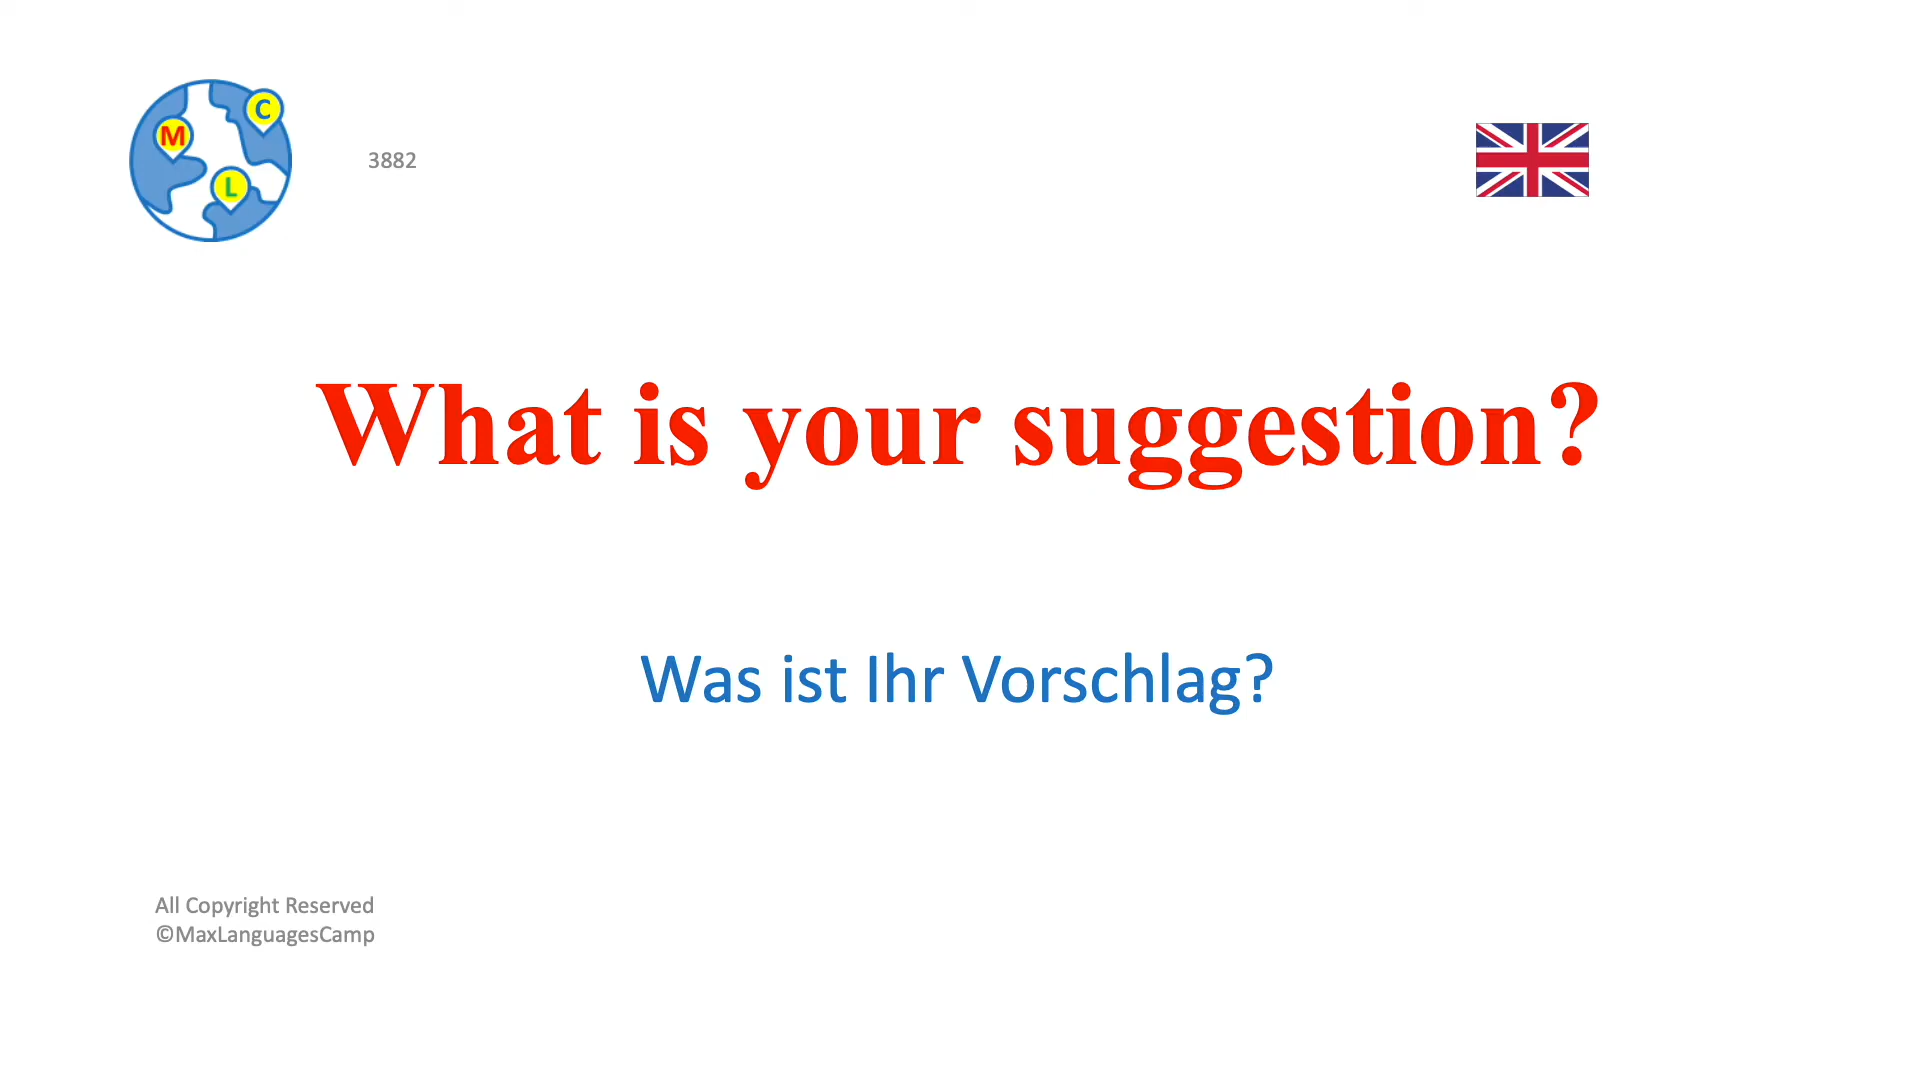 M
C
L
3882
What is your suggestion?
Was ist Ihr Vorschlag?
All Copyright Reserved
©MaxLanguagesCamp